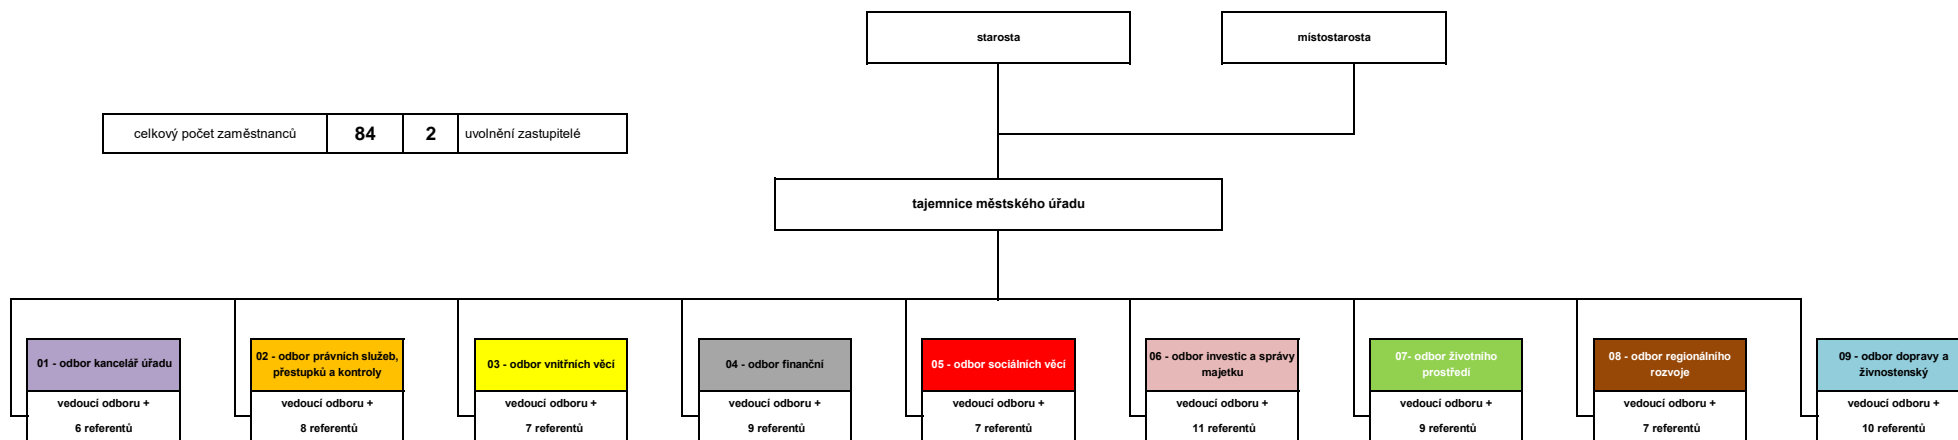 starosta
místostarosta
celkový počet zaměstnanců 84 2 uvolnění zastupitelé
tajemnice městského úřadu
01 - odbor kancelář úřadu
vedoucí odboru +
6 referentů
02 - odbor právních služeb,
přestupků a kontroly
vedoucí odboru +
8 referentů
03 - odbor vnitřních věcí
vedoucí odboru +
7 referentů
04 - odbor finanční
vedoucí odboru +
9 referentů
05 - odbor sociálních věcí
vedoucí odboru +
7 referentů
06 - odbor investic a správy
majetku
vedoucí odboru +
11 referentů
07- odbor životního
prostředí
vedoucí odboru +
9 referentů
08 - odbor regionálního
rozvoje
vedoucí odboru +
7 referentů
09 - odbor dopravy a
živnostenský
vedoucí odboru +
10 referentů